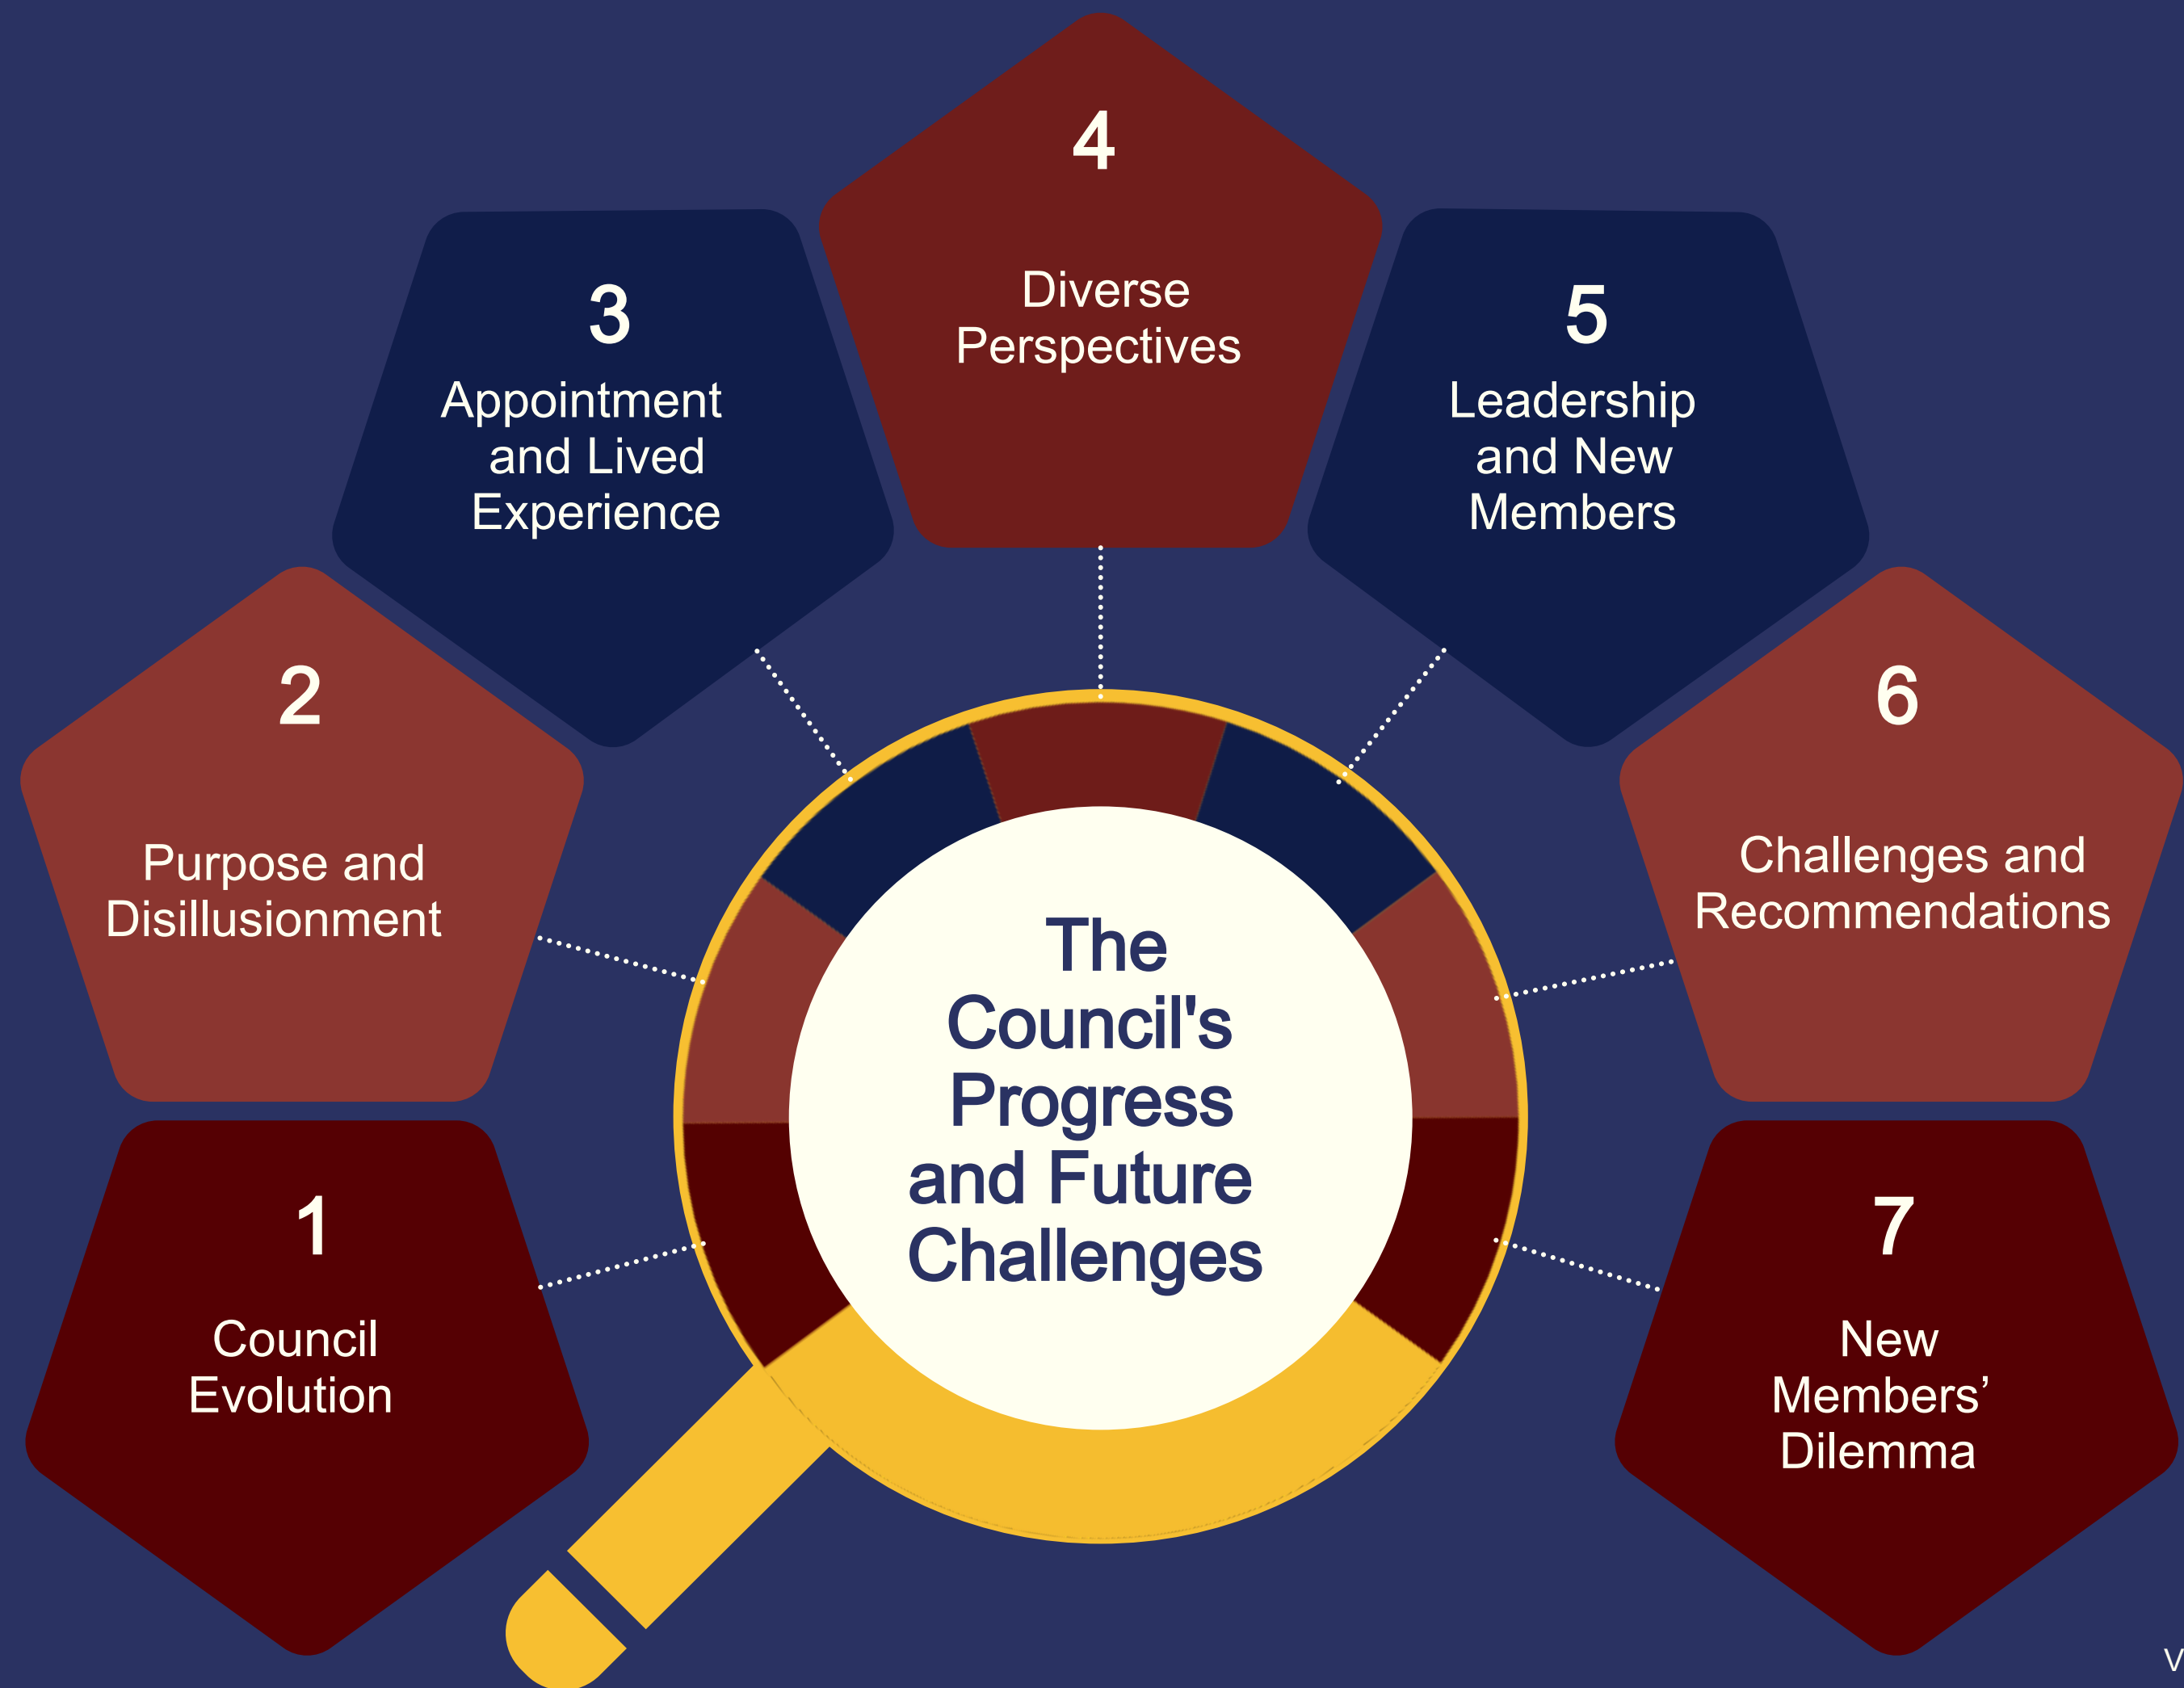 4
Diverse
Perspectives
3
Appointment
and Lived
Experience
5
Leadership
and New
Members
2
Purpose and
Disillusionment
6
Challenges and
Recommendations
The
Council's
Progress
and Future
Challenges
1
Council
Evolution
7
New
Members’
Dilemma